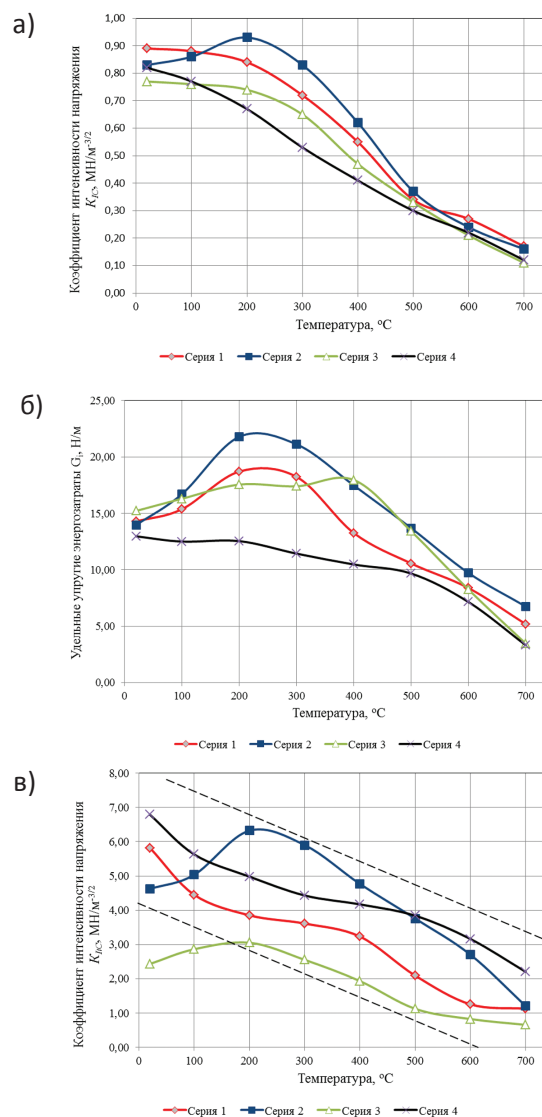 а)
Коэффициент интенсивности напряжения
K_IC, МН/м^-3/2
1,00
0,90
0,80
0,70
0,60
0,50
0,40
0,30
0,20
0,10
0,00
0
100
200
300
400
500
600
700
Температура, °С
Серия 1
Серия 2
Серия 3
Серия 4
б)
Удельные упругие энергозатраты G_i, Н/м
25,00
20,00
15,00
10,00
5,00
0,00
0
100
200
300
400
500
600
700
Температура, °С
Серия 1
Серия 2
Серия 3
Серия 4
в)
Коэффициент интенсивности напряжения
МН/м^-3/2
8,00
7,00
6,00
5,00
4,00
3,00
2,00
1,00
0,00
0
100
200
300
400
500
600
700
Температура, °С
Серия 1
Серия 2
Серия 3
Серия 4